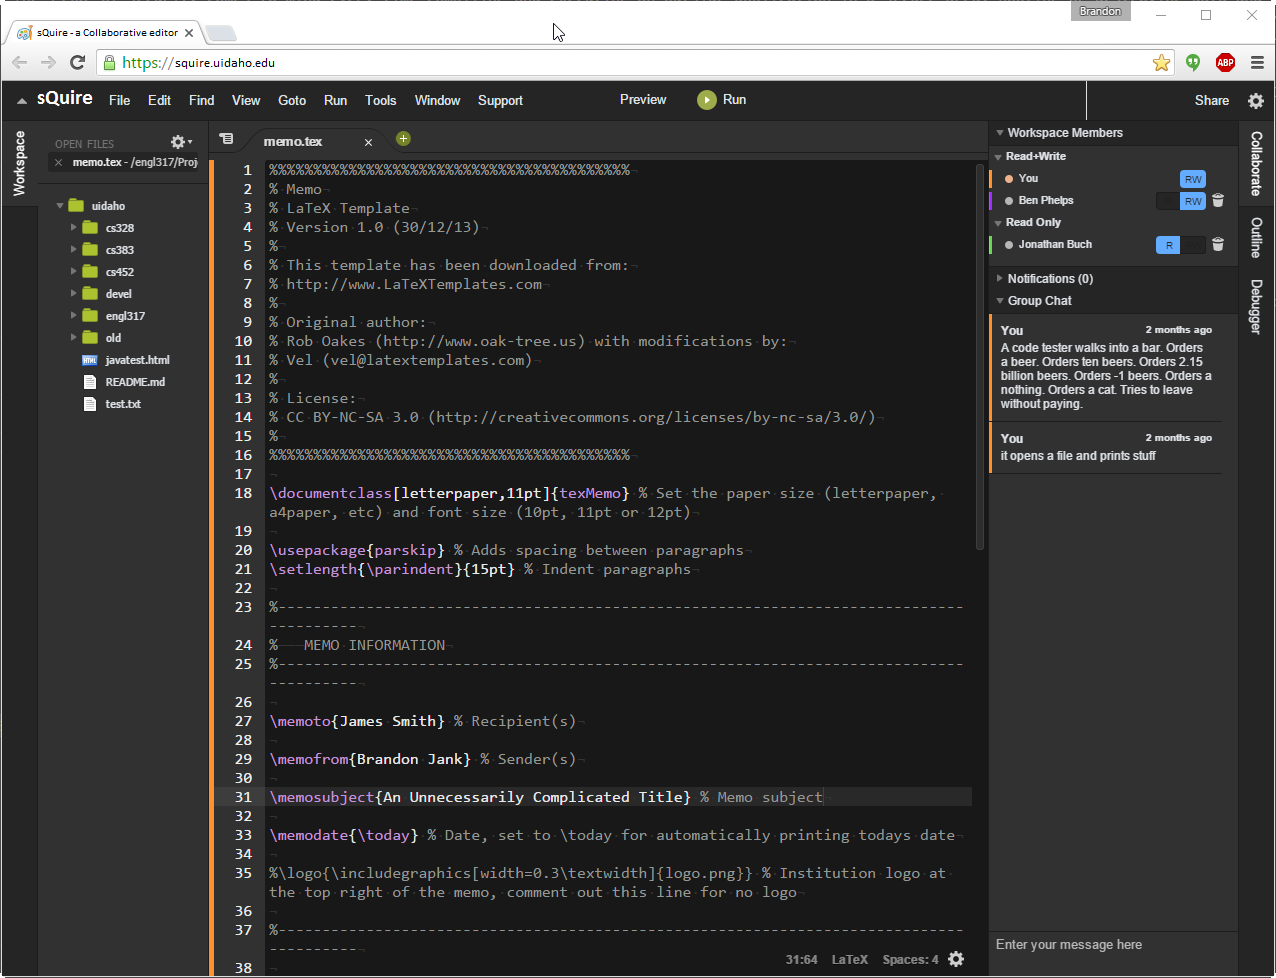 Brandon
sQuire - a Collaborative editor
https://squire.uidaho.edu
ABP
sQuire File Edit Find View Goto Run Tools Window Support Preview Run Share
Workspace
OPEN FILES
memo.tex - /engl317/Proj
uidaho
cs328
cs383
cs452
devel
engl317
old
HTML javatest.html
README.md
test.txt
memo.tex
1 %%%%%%%%%%%%%%%%%%%%%%%%%%%%%%%%%%%%%%%%%
2 % Memo
3 % LaTeX Template
4 % Version 1.0 (30/12/13)
5 %
6 % This template has been downloaded from:
7 % http://www.LaTeXTemplates.com
8 %
9 % Original author:
10 % Rob Oakes (http://www.oak-tree.us) with modifications by:
11 % Vel (vel@latextemplates.com)
12 %
13 % License:
14 % CC BY-NC-SA 3.0 (http://creativecommons.org/licenses/by-nc-sa/3.0/)
15 %
16 %%%%%%%%%%%%%%%%%%%%%%%%%%%%%%%%%%%%%%%%%
17
18 \documentclass[letterpaper,11pt]{texMemo} % Set the paper size (letterpaper,
a4paper, etc) and font size (10pt, 11pt or 12pt)
19
20 \usepackage{parskip} % Adds spacing between paragraphs
21 \setlength{\parindent}{15pt} % Indent paragraphs
22
23 %------------------------------------------------------------------------------
----------
24 % MEMO INFORMATION
25 %------------------------------------------------------------------------------
----------
26
27 \memoto{James Smith} % Recipient(s)
28
29 \memofrom{Brandon Jank} % Sender(s)
30
31 \memosubject{An Unnecessarily Complicated Title} % Memo subject
32
33 \memodate{\today} % Date, set to \today for automatically printing todays date
34
35 %\logo{\includegraphics[width=0.3\textwidth]{logo.png}} % Institution logo at
the top right of the memo, comment out this line for no logo
36
37 %------------------------------------------------------------------------------
----------
38
31:64 LaTeX Spaces: 4
Workspace Members
Read+Write
You RW
Ben Phelps RW
Read Only
Jonathan Buch R
Notifications (0)
Group Chat
You 2 months ago
A code tester walks into a bar. Orders
a beer. Orders ten beers. Orders 2.15
billion beers. Orders -1 beers. Orders a
nothing. Orders a cat. Tries to leave
without paying.
You 2 months ago
it opens a file and prints stuff
Enter your message here
Collaborate
Outline
Debugger